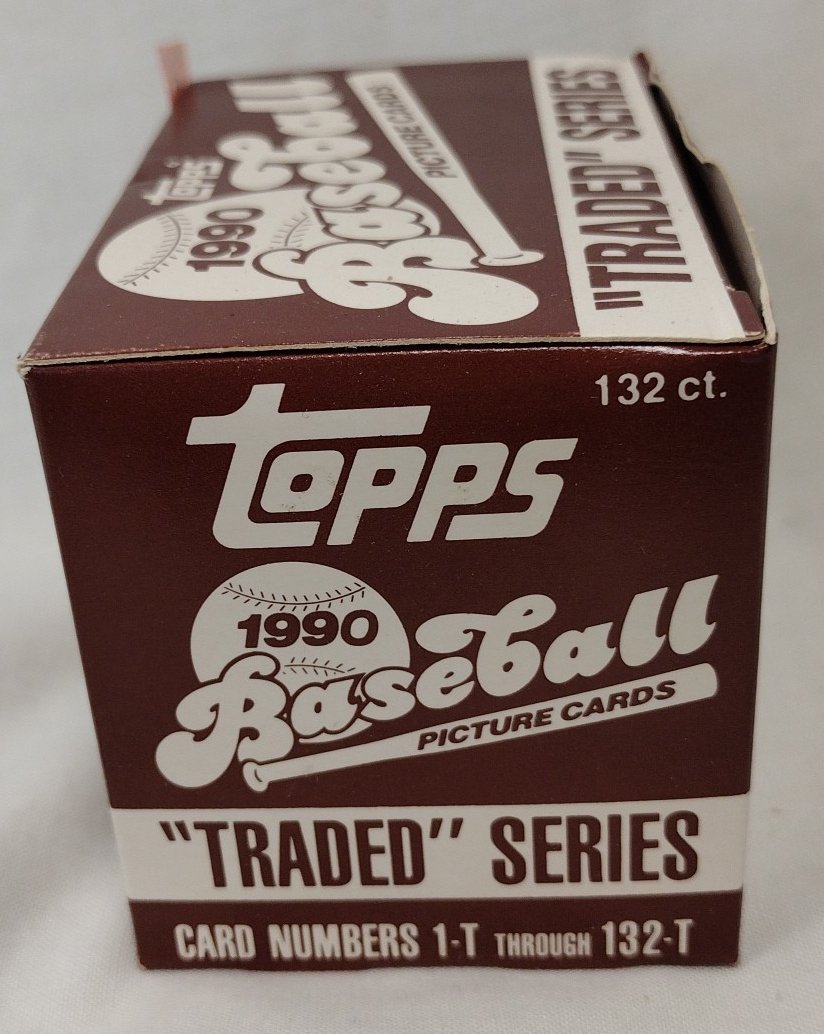 Topps
1990
Baseball
PICTURE CARDS
"TRADED" SERIES
132 ct.
Topps
1990
Baseball
PICTURE CARDS
"TRADED" SERIES
CARD NUMBERS 1-T THROUGH 132-T